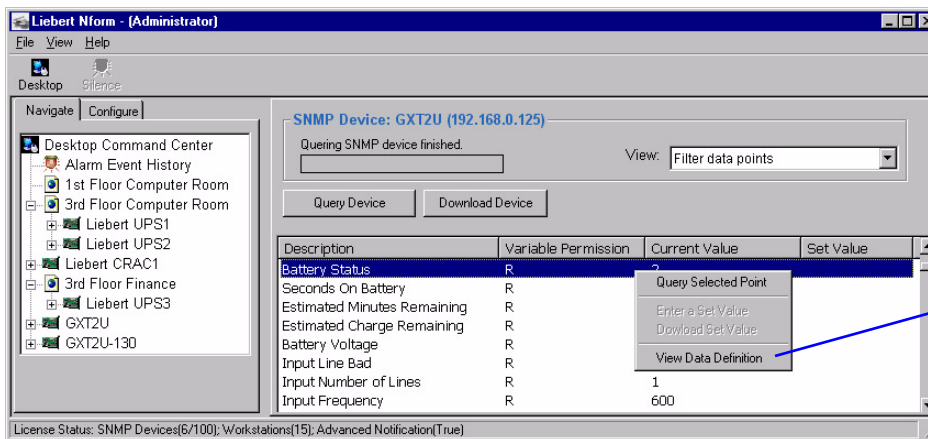 Liebert Nform - (Administrator)
File View Help
Desktop Silence
Navigate Configure
Desktop Command Center
Alarm Event History
1st Floor Computer Room
3rd Floor Computer Room
Liebert UPS1
Liebert UPS2
Liebert CRAC1
3rd Floor Finance
Liebert UPS3
GXT2U
GXT2U-130
SNMP Device: GXT2U (192.168.0.125)
Quering SNMP device finished.
View: Filter data points
Query Device Download Device
Description Variable Permission Current Value Set Value
Battery Status R 2
Seconds On Battery R
Estimated Minutes Remaining R
Estimated Charge Remaining R
Battery Voltage R
Input Line Bad R
Input Number of Lines R 1
Input Frequency R 600
Query Selected Point
Enter a Set Value
Dowload Set Value
View Data Definition
License Status: SNMP Devices(6/100); Workstations(15); Advanced Notification(True)